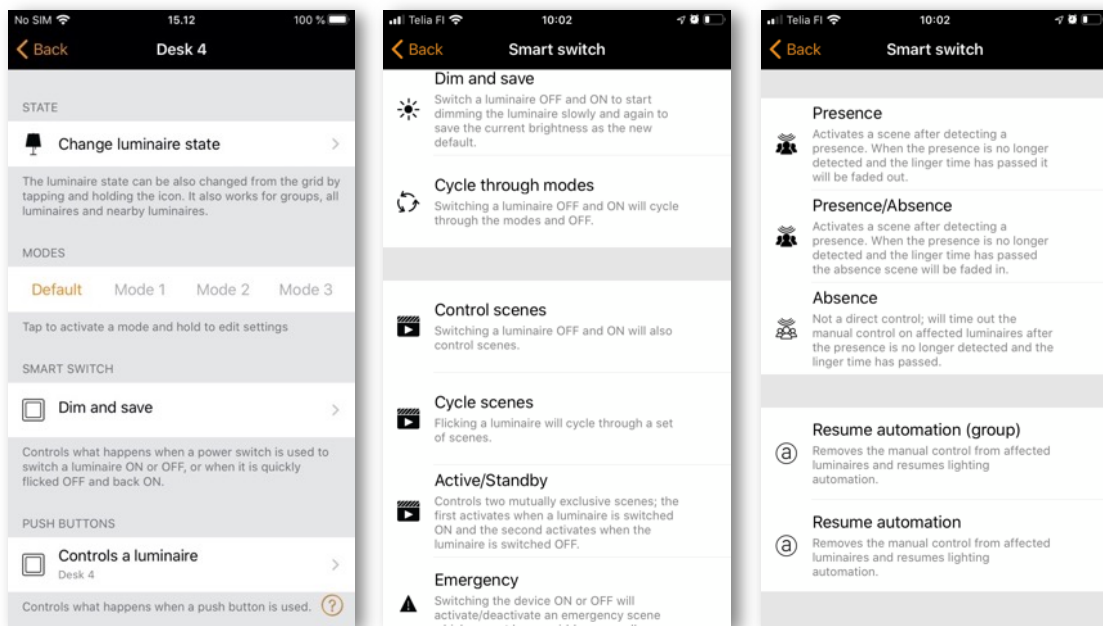 No SIM 15.12 100 %
Back Desk 4
STATE
Change luminaire state
The luminaire state can be also changed from the grid by
tapping and holding the icon. It also works for groups, all
luminaires and nearby luminaires.
MODES
Default Mode 1 Mode 2 Mode 3
Tap to activate a mode and hold to edit settings
SMART SWITCH
Dim and save
Controls what happens when a power switch is used to
switch a luminaire ON or OFF, or when it is quickly
flicked OFF and back ON.
PUSH BUTTONS
Controls a luminaire
Desk 4
Controls what happens when a push button is used. ?
Telia FI 10:02
Back Smart switch
Dim and save
Switch a luminaire OFF and ON to start
dimming the luminaire slowly and again to
save the current brightness as the new
default.
Cycle through modes
Switching a luminaire OFF and ON will cycle
through the modes and OFF.
Control scenes
Switching a luminaire OFF and ON will also
control scenes.
Cycle scenes
Flicking a luminaire will cycle through a set
of scenes.
Active/Standby
Controls two mutually exclusive scenes; the
first activates when a luminaire is switched
ON and the second activates when the
luminaire is switched OFF.
Emergency
Switching the device ON or OFF will
activate/deactivate an emergency scene
Telia FI 10:02
Back Smart switch
Presence
Activates a scene after detecting a
presence. When the presence is no longer
detected and the linger time has passed it
will be faded out.
Presence/Absence
Activates a scene after detecting a
presence. When the presence is no longer
detected and the linger time has passed
the absence scene will be faded in.
Absence
Not a direct control; will time out the
manual control on affected luminaires after
the presence is no longer detected and the
linger time has passed.
a Resume automation (group)
Removes the manual control from affected
luminaires and resumes lighting
automation.
a Resume automation
Removes the manual control from affected
luminaires and resumes lighting
automation.